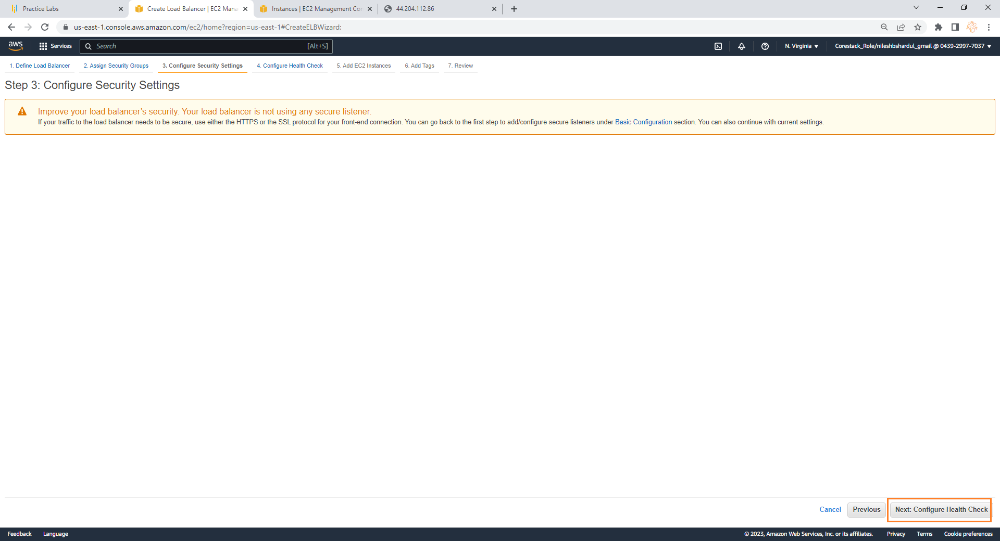 Practice Labs
Create Load Balancer | EC2 Mana
Instances | EC2 Management Cor
44.204.112.86
us-east-1.console.aws.amazon.com/ec2/home?region=us-east-1#CreateELBWizard:
aws
Services
Search
[Alt+S]
N. Virginia
Corestack_Role/nileshbshardul_gmail @ 0439-2997-7037
1. Define Load Balancer
2. Assign Security Groups
3. Configure Security Settings
4. Configure Health Check
5. Add EC2 Instances
6. Add Tags
7. Review
Step 3: Configure Security Settings
Improve your load balancer's security. Your load balancer is not using any secure listener.
If your traffic to the load balancer needs to be secure, use either the HTTPS or the SSL protocol for your front-end connection. You can go back to the first step to add/configure secure listeners under Basic Configuration section. You can also continue with current settings.
Cancel
Previous
Next: Configure Health Check
Feedback
Language
© 2023, Amazon Web Services, Inc. or its affiliates.
Privacy
Terms
Cookie preferences